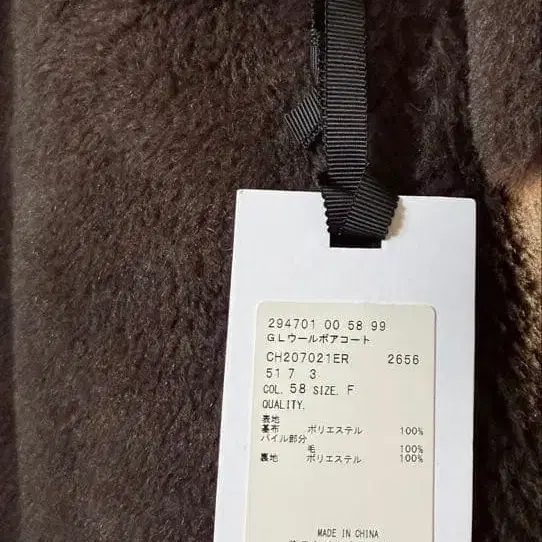 294701 00 58 99
GLウールボアコート
CH207021ER 2656
51 7 3
COL. 58 SIZE. F
QUALITY.
表地
基布 ポリエステル 100%
パイル部分
毛 100%
裏地 ポリエステル 100%
MADE IN CHINA